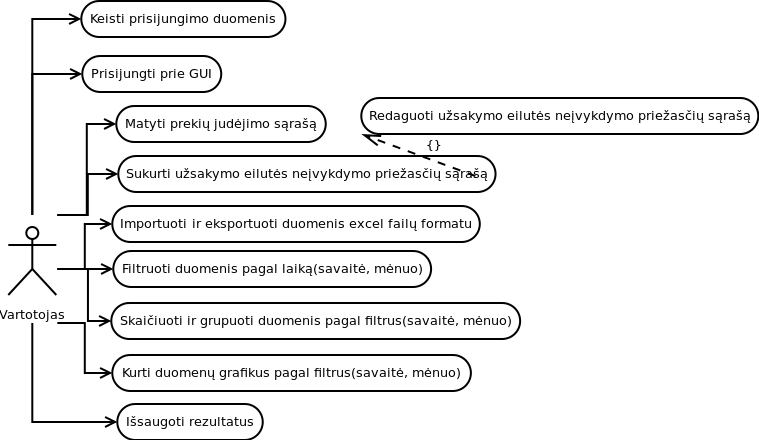 Keisti prisijungimo duomenis
Prisijungti prie GUI
Matyti prekių judėjimo sąrašą
Redaguoti užsakymo eilutės neįvykdymo priežasčių sąrašą
{}
Sukurti užsakymo eilutės neįvykdymo priežasčių sąrašą
Importuoti ir eksportuoti duomenis excel failų formatu
Filtruoti duomenis pagal laiką(savaitė, mėnuo)
Vartotojas
Skaičiuoti ir grupuoti duomenis pagal filtrus(savaitė, mėnuo)
Kurti duomenų grafikus pagal filtrus(savaitė, mėnuo)
Išsaugoti rezultatus